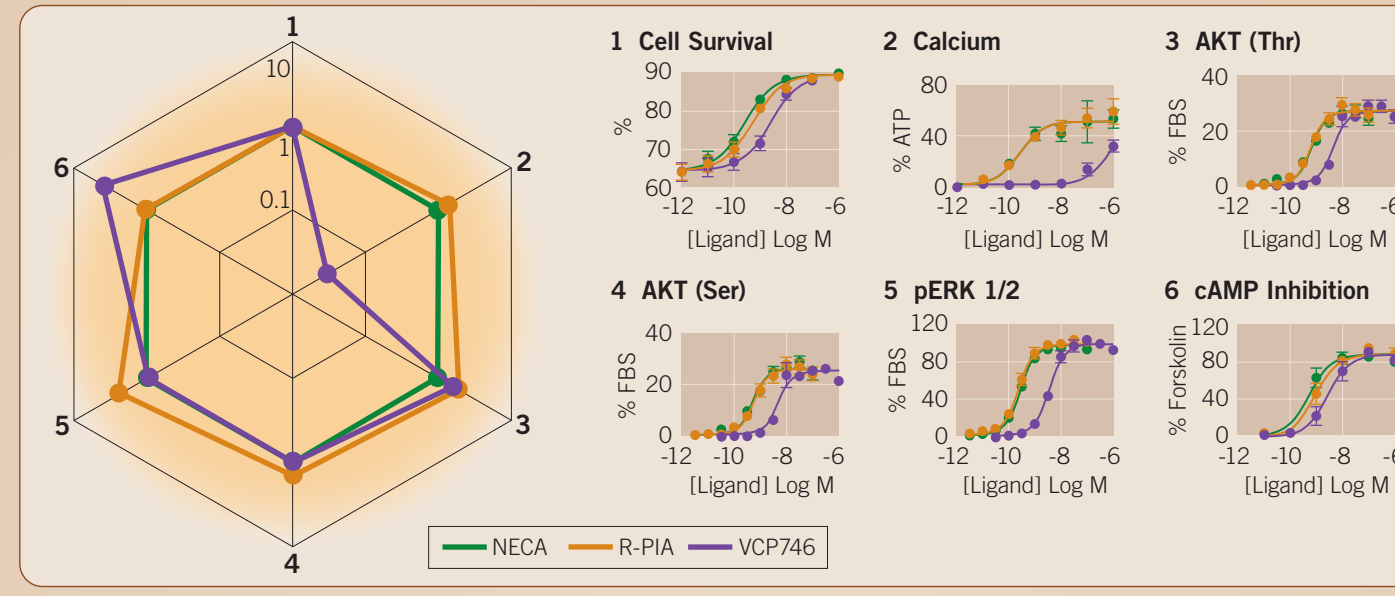 1
10
1
0.1
6
2
5
3
4
1 Cell Survival
90
80
70
60
%
-12 -10 -8 -6
[Ligand] Log M
2 Calcium
80
40
0
% ATP
-12 -10 -8 -6
[Ligand] Log M
3 AKT (Thr)
40
20
0
% FBS
-12 -10 -8
[Ligand] Log M
4 AKT (Ser)
40
20
0
% FBS
-12 -10 -8 -6
[Ligand] Log M
5 pERK 1/2
120
80
40
0
% FBS
-12 -10 -8 -6
[Ligand] Log M
6 cAMP Inhibition
120
80
40
0
% Forskolin
-12 -10 -8
[Ligand] Log M
NECA R-PIA VCP746